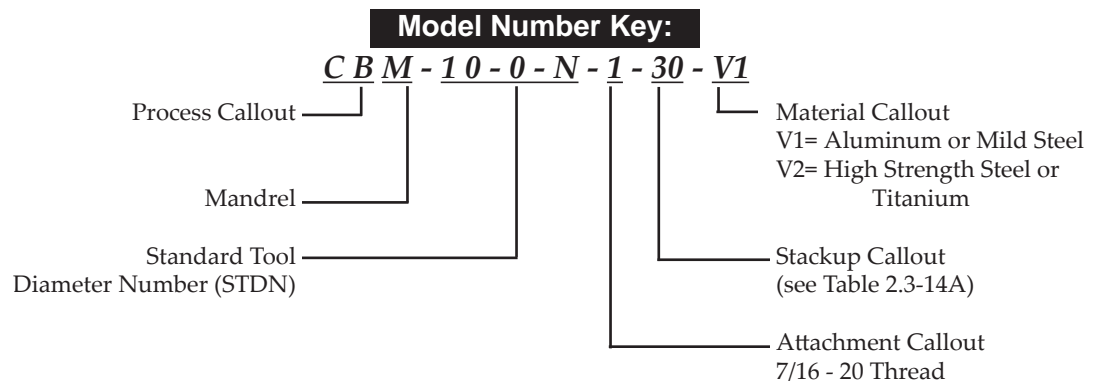 Model Number Key:
C B M - 1 0 - 0 - N - 1 - 30 - V1
Process Callout
Mandrel
Standard Tool
Diameter Number (STDN)
Material Callout
V1= Aluminum or Mild Steel
V2= High Strength Steel or
Titanium
Stackup Callout
(see Table 2.3-14A)
Attachment Callout
7/16 - 20 Thread